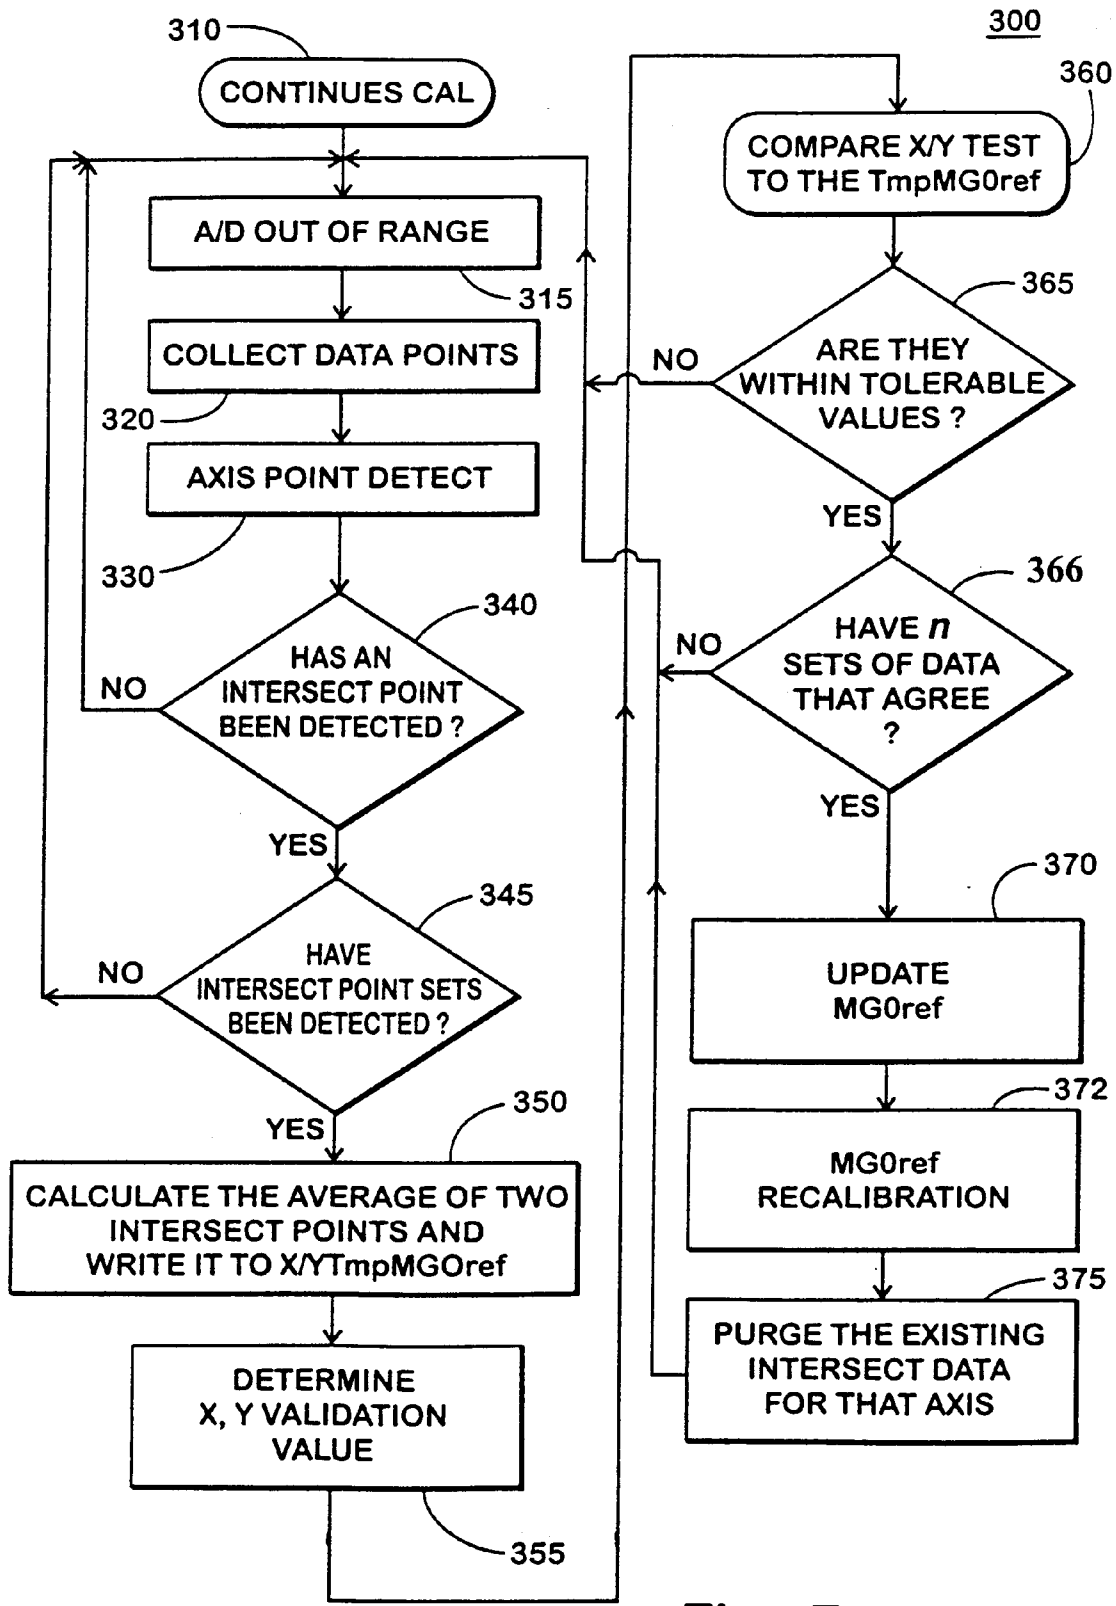 310
CONTINUES CAL
A/D OUT OF RANGE
315
COLLECT DATA POINTS
320
AXIS POINT DETECT
330
340
HAS AN
INTERSECT POINT
BEEN DETECTED ?
NO
YES
345
HAVE
INTERSECT POINT SETS
BEEN DETECTED ?
NO
YES
350
CALCULATE THE AVERAGE OF TWO
INTERSECT POINTS AND
WRITE IT TO X/YTmpMGOref
DETERMINE
X, Y VALIDATION
VALUE
355
300
360
COMPARE X/Y TEST
TO THE TmpMG0ref
365
ARE THEY
WITHIN TOLERABLE
VALUES ?
NO
YES
366
HAVE n
SETS OF DATA
THAT AGREE
?
NO
YES
370
UPDATE
MG0ref
372
MG0ref
RECALIBRATION
375
PURGE THE EXISTING
INTERSECT DATA
FOR THAT AXIS